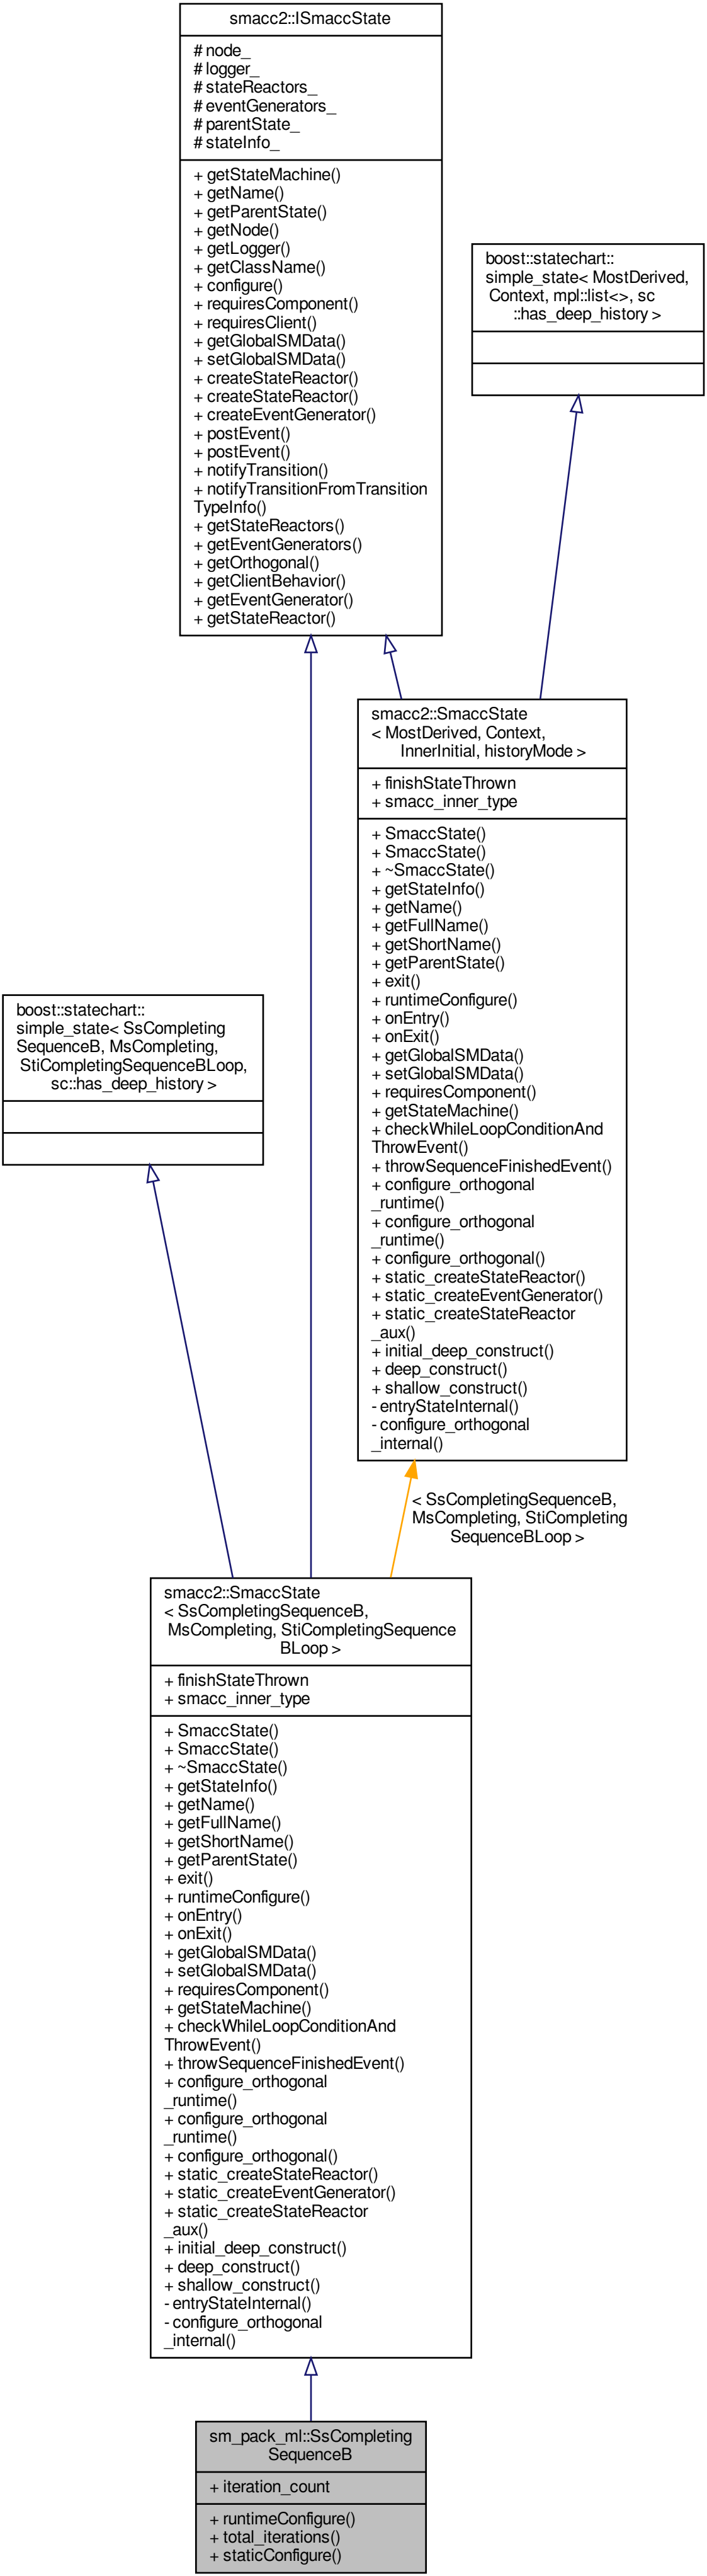 smacc2::ISmaccState
# node_
# logger_
# stateReactors_
# eventGenerators_
# parentState_
# stateInfo_
+ getStateMachine()
+ getName()
+ getParentState()
+ getNode()
+ getLogger()
+ getClassName()
+ configure()
+ requiresComponent()
+ requiresClient()
+ getGlobalSMData()
+ setGlobalSMData()
+ createStateReactor()
+ createStateReactor()
+ createEventGenerator()
+ postEvent()
+ postEvent()
+ notifyTransition()
+ notifyTransitionFromTransition
TypeInfo()
+ getStateReactors()
+ getEventGenerators()
+ getOrthogonal()
+ getClientBehavior()
+ getEventGenerator()
+ getStateReactor()
boost::statechart::
simple_state< MostDerived,
Context, mpl::list<>, sc
::has_deep_history >
smacc2::SmaccState
< MostDerived, Context,
InnerInitial, historyMode >
+ finishStateThrown
+ smacc_inner_type
+ SmaccState()
+ SmaccState()
+ ~SmaccState()
+ getStateInfo()
+ getName()
+ getFullName()
+ getShortName()
+ getParentState()
+ exit()
+ runtimeConfigure()
+ onEntry()
+ onExit()
+ getGlobalSMData()
+ setGlobalSMData()
+ requiresComponent()
+ getStateMachine()
+ checkWhileLoopConditionAnd
ThrowEvent()
+ throwSequenceFinishedEvent()
+ configure_orthogonal
_runtime()
+ configure_orthogonal
_runtime()
+ configure_orthogonal()
+ static_createStateReactor()
+ static_createEventGenerator()
+ static_createStateReactor
_aux()
+ initial_deep_construct()
+ deep_construct()
+ shallow_construct()
- entryStateInternal()
- configure_orthogonal
_internal()
boost::statechart::
simple_state< SsCompleting
SequenceB, MsCompleting,
StiCompletingSequenceBLoop,
sc::has_deep_history >
< SsCompletingSequenceB,
MsCompleting, StiCompleting
SequenceBLoop >
smacc2::SmaccState
< SsCompletingSequenceB,
MsCompleting, StiCompletingSequence
BLoop >
+ finishStateThrown
+ smacc_inner_type
+ SmaccState()
+ SmaccState()
+ ~SmaccState()
+ getStateInfo()
+ getName()
+ getFullName()
+ getShortName()
+ getParentState()
+ exit()
+ runtimeConfigure()
+ onEntry()
+ onExit()
+ getGlobalSMData()
+ setGlobalSMData()
+ requiresComponent()
+ getStateMachine()
+ checkWhileLoopConditionAnd
ThrowEvent()
+ throwSequenceFinishedEvent()
+ configure_orthogonal
_runtime()
+ configure_orthogonal
_runtime()
+ configure_orthogonal()
+ static_createStateReactor()
+ static_createEventGenerator()
+ static_createStateReactor
_aux()
+ initial_deep_construct()
+ deep_construct()
+ shallow_construct()
- entryStateInternal()
- configure_orthogonal
_internal()
sm_pack_ml::SsCompleting
SequenceB
+ iteration_count
+ runtimeConfigure()
+ total_iterations()
+ staticConfigure()